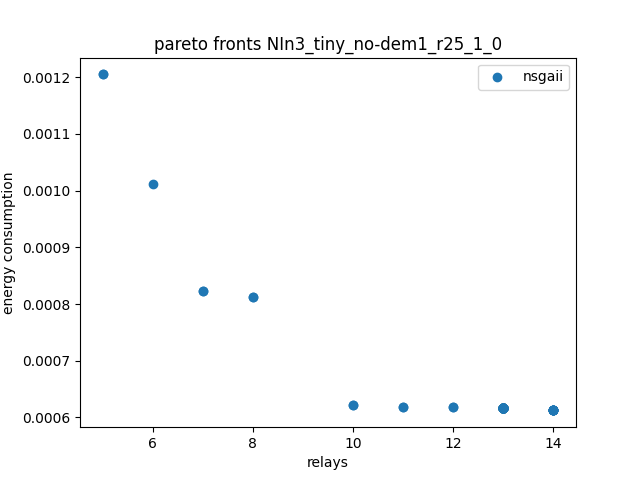 pareto fronts NIn3_tiny_no-dem1_r25_1_0
nsgaii
0.0012
0.0011
0.0010
0.0009
0.0008
0.0007
0.0006
energy consumption
6 8 10 12 14
relays